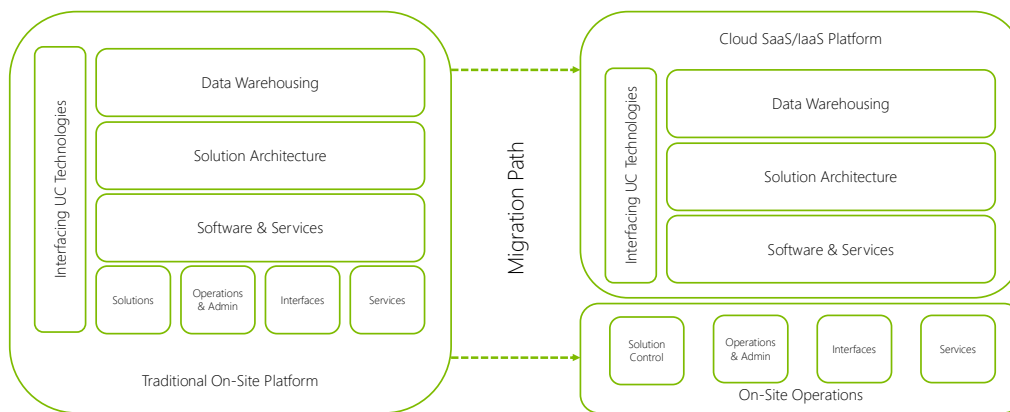 Interfacing UC Technologies
Data Warehousing
Solution Architecture
Software & Services
Solutions
Operations
& Admin
Interfaces
Services
Traditional On-Site Platform
Migration Path
Cloud SaaS/IaaS Platform
Interfacing UC Technologies
Data Warehousing
Solution Architecture
Software & Services
Solution
Control
Operations
& Admin
Interfaces
Services
On-Site Operations